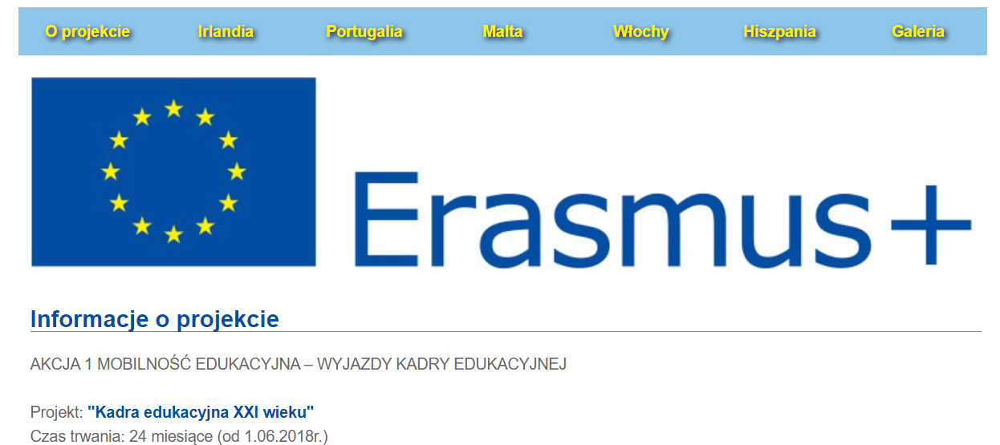 O projekcie Irlandia Portugalia Malta Włochy Hiszpania Galeria
Erasmus+
Informacje o projekcie
AKCJA 1 MOBILNOŚĆ EDUKACYJNA – WYJAZDY KADRY EDUKACYJNEJ
Projekt: "Kadra edukacyjna XXI wieku"
Czas trwania: 24 miesiące (od 1.06.2018r.)